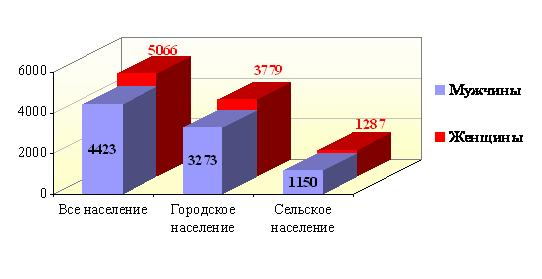 5066
3779
1287
6000
4000
2000
0
4423
3273
1150
Все население
Городское
население
Сельское
население
Мужчины
Женщины